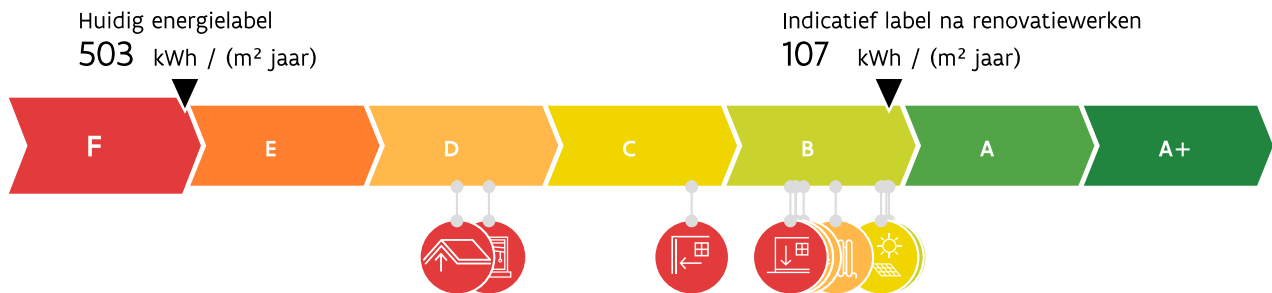 Huidig energielabel
503 kWh / (m² jaar)
Indicatief label na renovatiewerken
107 kWh / (m² jaar)
F E D C B A A+